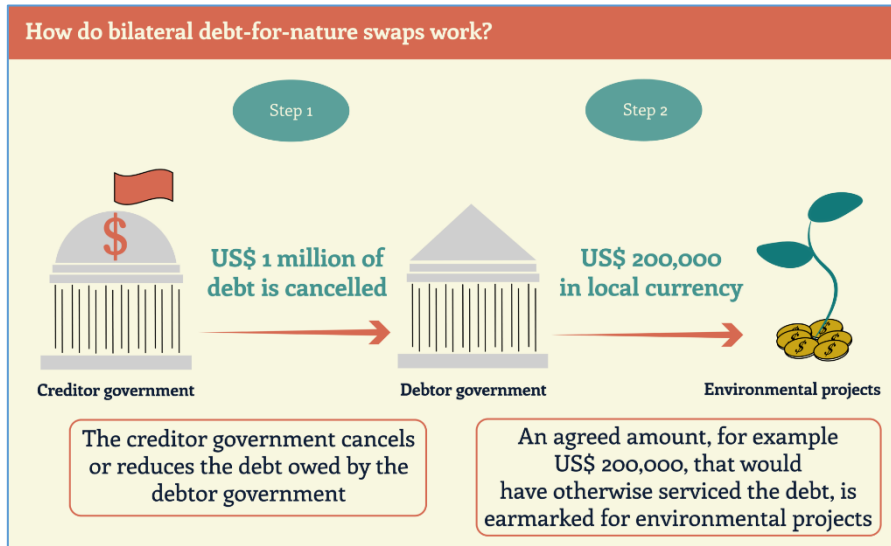 How do bilateral debt-for-nature swaps work?
Step 1
Step 2
$
US$ 1 million of
debt is cancelled
US$ 200,000
in local currency
$ $ $ $ $
Creditor government
Debtor government
Environmental projects
The creditor government cancels
or reduces the debt owed by the
debtor government
An agreed amount, for example
US$ 200,000, that would
have otherwise serviced the debt, is
earmarked for environmental projects